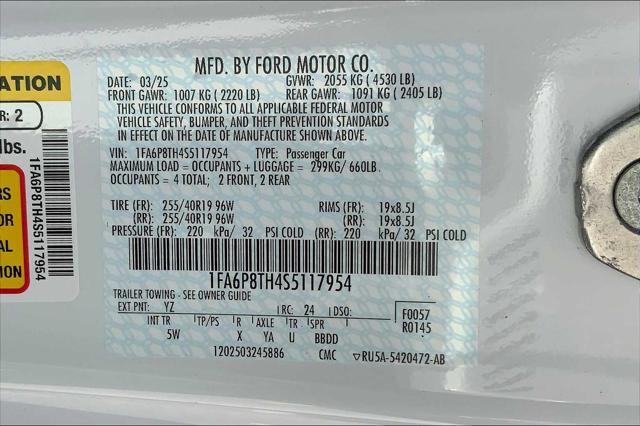 MFD. BY FORD MOTOR CO.
DATE: 03/25 GVWR: 2055 KG ( 4530 LB)
FRONT GAWR: 1007 KG ( 2220 LB) REAR GAWR: 1091 KG ( 2405 LB)
THIS VEHICLE CONFORMS TO ALL APPLICABLE FEDERAL MOTOR
VEHICLE SAFETY, BUMPER, AND THEFT PREVENTION STANDARDS
IN EFFECT ON THE DATE OF MANUFACTURE SHOWN ABOVE.
VIN: 1FA6P8TH4S5117954 TYPE: Passenger Car
MAXIMUM LOAD = OCCUPANTS + LUGGAGE = 299KG/ 660LB.
OCCUPANTS = 4 TOTAL; 2 FRONT, 2 REAR
TIRE (FR): 255/40R19 96W RIMS (FR): 19x8.5J
(RR): 255/40R19 96W (RR): 19x8.5J
PRESSURE (FR): 220 kPa/ 32 PSI COLD (RR): 220 kPa/ 32 PSI COLD
1FA6P8TH4S5117954
TRAILER TOWING - SEE OWNER GUIDE
EXT PNT: YZ RC: 24 DSO: F0057
R0145
INT TR TP/PS R AXLE TR SPR
5W X YA U BBDD
1202503245886 CMC ▽RU5A-5420472-AB
ATION
R: 2
lbs.
RS
OR
AL
ION
1FA6P8TH4S5117954